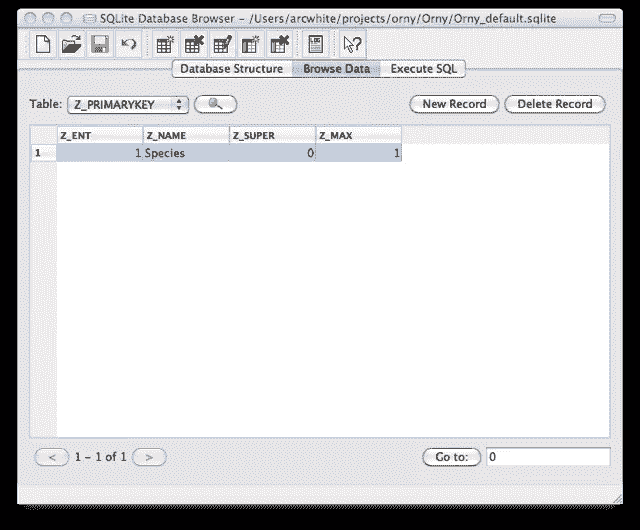 SQLite Database Browser - /Users/arcwhite/projects/orny/Orny/Orny_default.sqlite
Database Structure Browse Data Execute SQL
Table: Z_PRIMARYKEY New Record Delete Record
Z_ENT Z_NAME Z_SUPER Z_MAX
1 1 Species 0 1
< 1 - 1 of 1 > Go to: 0